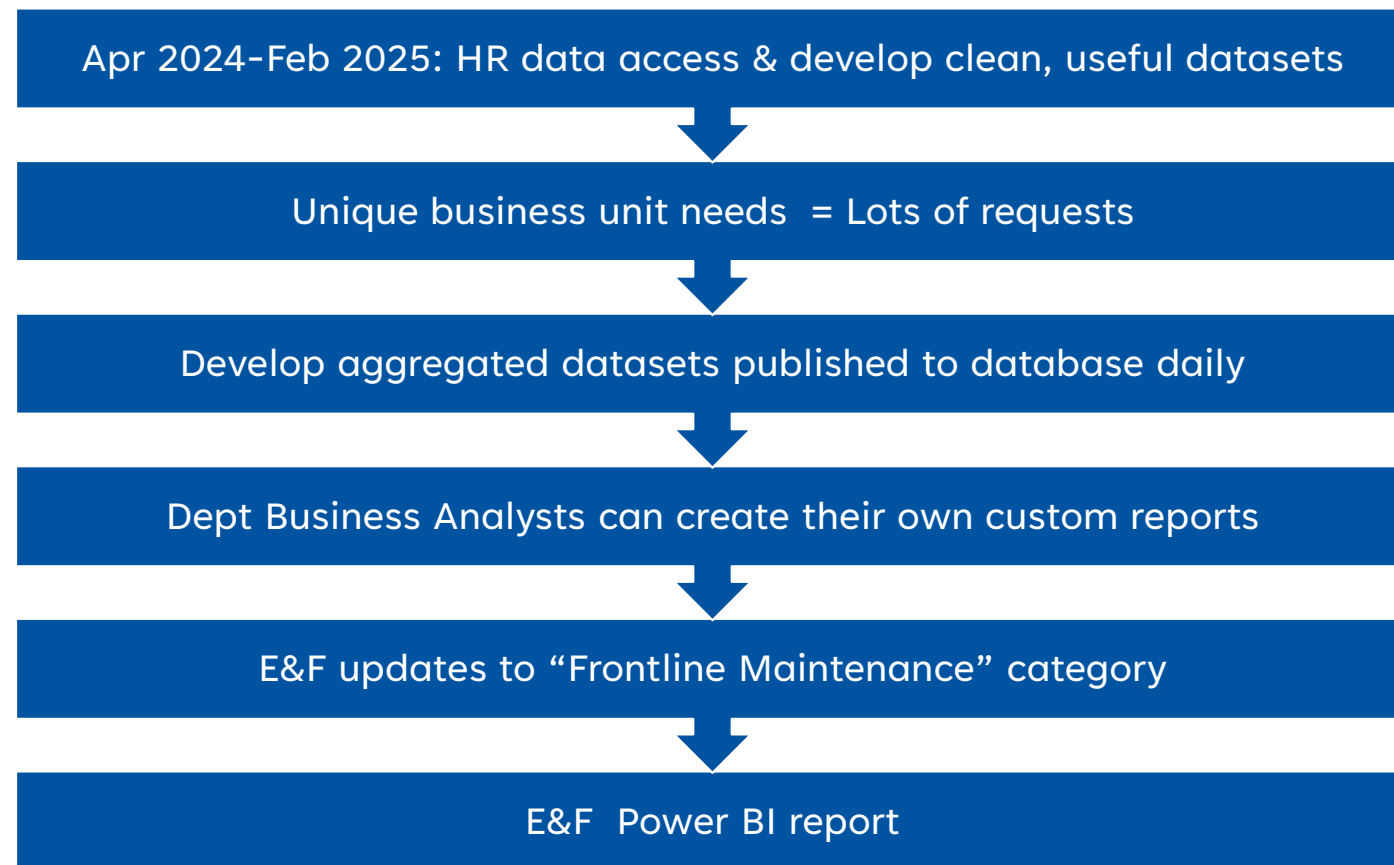 Apr 2024-Feb 2025: HR data access & develop clean, useful datasets
Unique business unit needs  = Lots of requests
Develop aggregated datasets published to database daily
Dept Business Analysts can create their own custom reports
E&F updates to “Frontline Maintenance” category
E&F  Power BI report